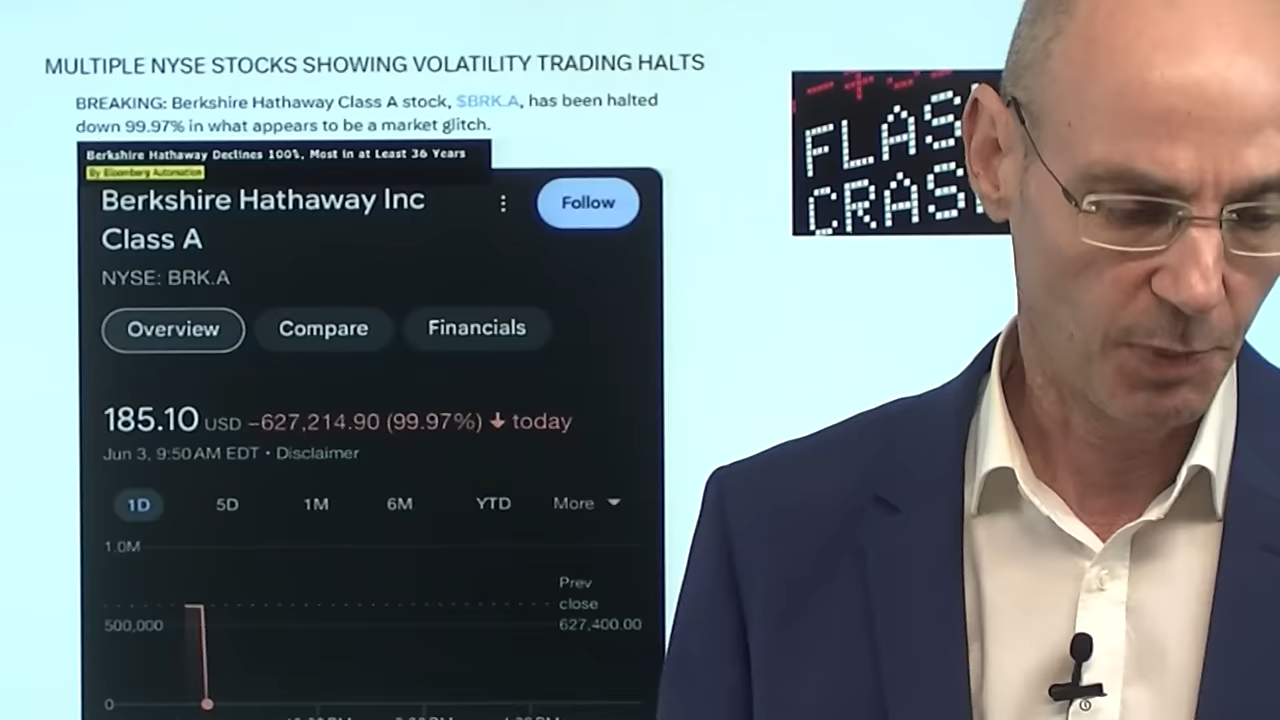 MULTIPLE NYSE STOCKS SHOWING VOLATILITY TRADING HALTS
BREAKING: Berkshire Hathaway Class A stock, $BRK.A, has been halted
down 99.97% in what appears to be a market glitch.
Berkshire Hathaway Declines 100%, Most in at Least 36 Years
By Bloomberg Automation
Berkshire Hathaway Inc
Class A
Follow
NYSE: BRK.A
Overview
Compare
Financials
185.10 USD −627,214.90 (99.97%) today
Jun 3, 9:50 AM EDT • Disclaimer
1D
5D
1M
6M
YTD
More
1.0M
Prev
close
627,400.00
500,000
0
FLAS
CRAS